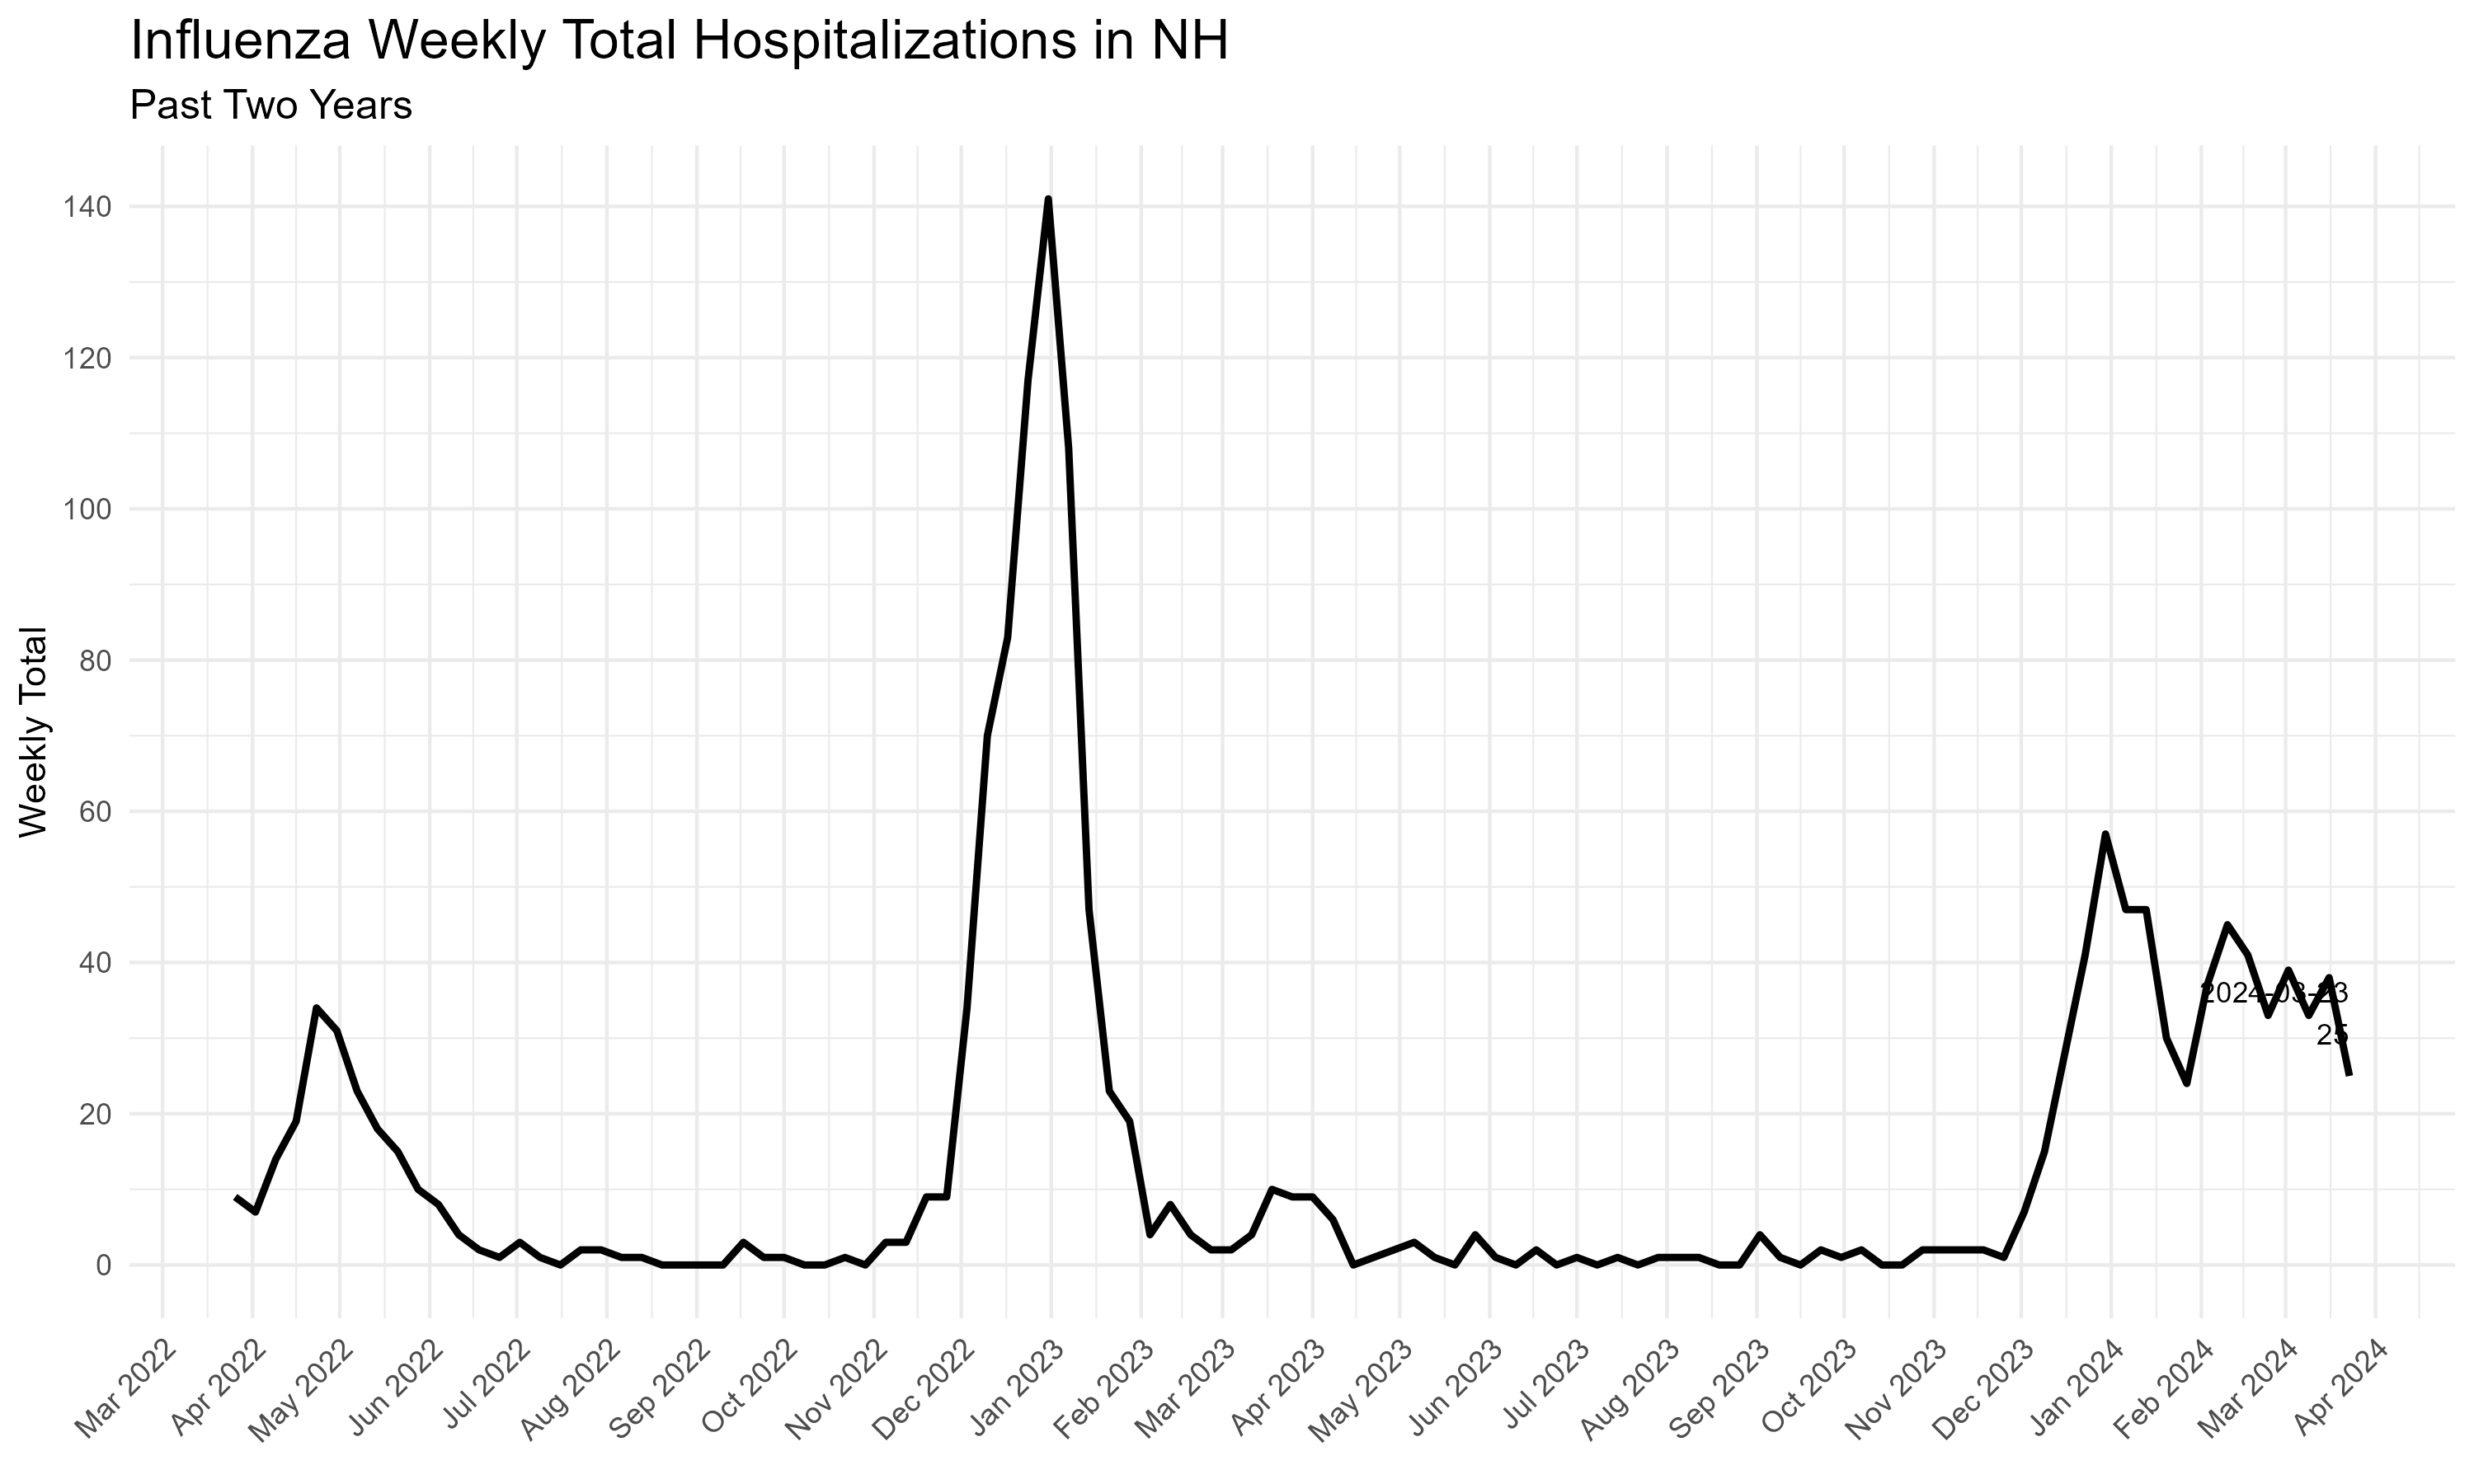 Influenza Weekly Total Hospitalizations in NH
Past Two Years
Weekly Total
140
120
100
80
60
40
20
0
2024-03-23
25
Mar 2022
Apr 2022
May 2022
Jun 2022
Jul 2022
Aug 2022
Sep 2022
Oct 2022
Nov 2022
Dec 2022
Jan 2023
Feb 2023
Mar 2023
Apr 2023
May 2023
Jun 2023
Jul 2023
Aug 2023
Sep 2023
Oct 2023
Nov 2023
Dec 2023
Jan 2024
Feb 2024
Mar 2024
Apr 2024